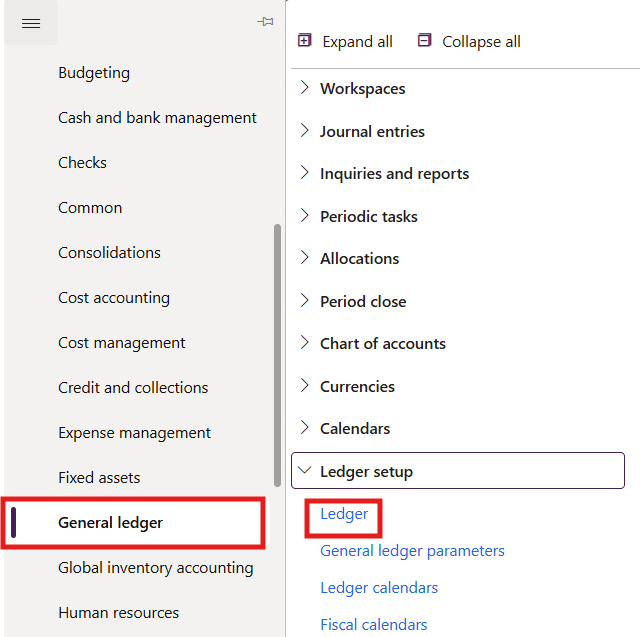 Budgeting
Cash and bank management
Checks
Common
Consolidations
Cost accounting
Cost management
Credit and collections
Expense management
Fixed assets
General ledger
Global inventory accounting
Human resources
Expand all
Collapse all
Workspaces
Journal entries
Inquiries and reports
Periodic tasks
Allocations
Period close
Chart of accounts
Currencies
Calendars
Ledger setup
Ledger
General ledger parameters
Ledger calendars
Fiscal calendars